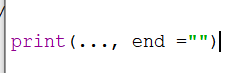 print(..., end ="")